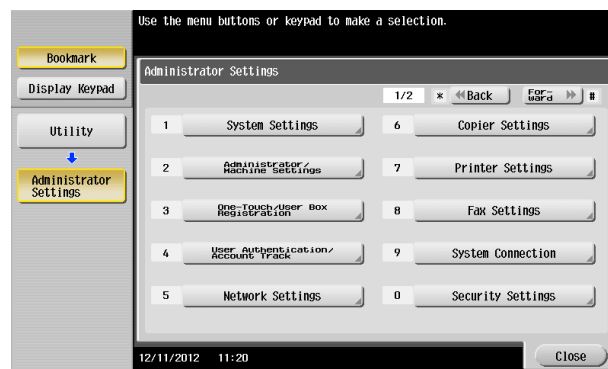 Use the menu buttons or keypad to make a selection.
Bookmark
Display Keypad
Utility
Administrator
Settings
Administrator Settings
1/2 * Back For-
ward #
1 System Settings
2 Administrator/
Machine Settings
3 One-Touch/User Box
Registration
4 User Authentication/
Account Track
5 Network Settings
6 Copier Settings
7 Printer Settings
8 Fax Settings
9 System Connection
0 Security Settings
12/11/2012 11:20
Close